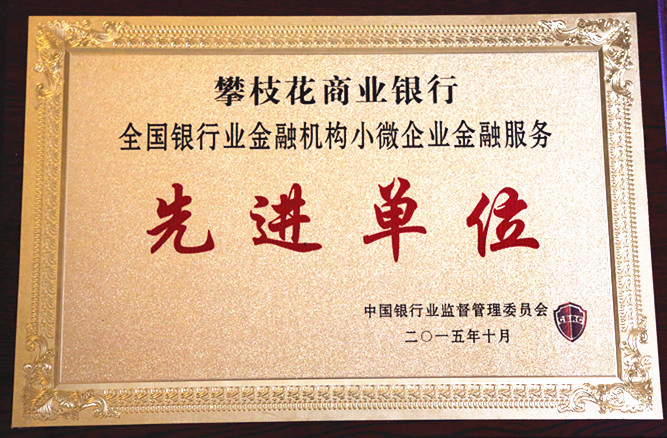 攀枝花商业银行
全国银行业金融机构小微企业金融服务
先进单位
中国银行业监督管理委员会
CBRC
二〇一五年十月